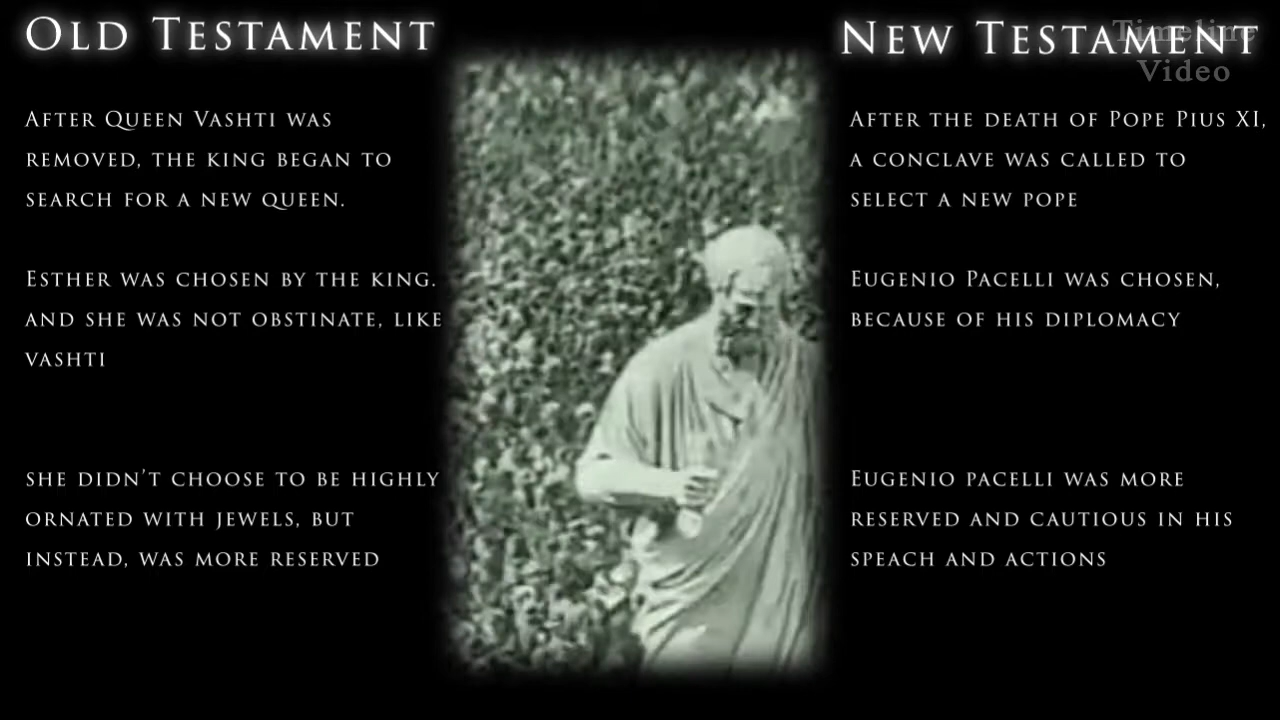 Old Testament
After Queen Vashti was
removed, the king began to
search for a new queen.
Esther was chosen by the king.
and she was not obstinate, like
vashti
she didn't choose to be highly
ornated with jewels, but
instead, was more reserved
New Testament
Timeline
Video
After the death of Pope Pius XI,
a conclave was called to
select a new pope
Eugenio Pacelli was chosen,
because of his diplomacy
Eugenio pacelli was more
reserved and cautious in his
speach and actions